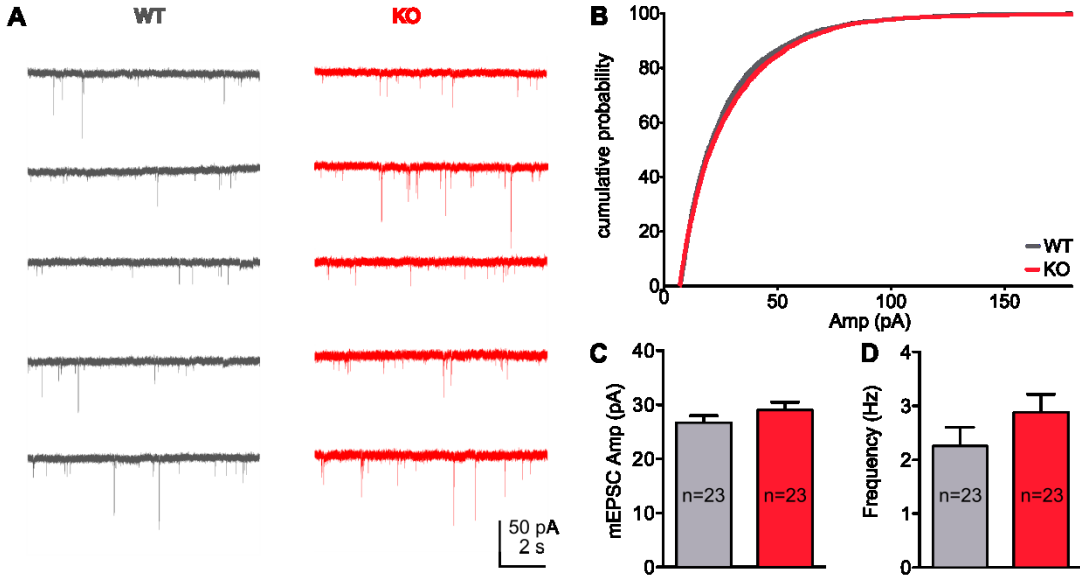 A
WT
KO
50 pA
2 s
B
cumulative probability
100
80
60
40
20
0
0
50
100
150
Amp (pA)
WT
KO
C
mEPSC Amp (pA)
40
30
20
10
0
n=23
n=23
D
Frequency (Hz)
4
3
2
1
0
n=23
n=23